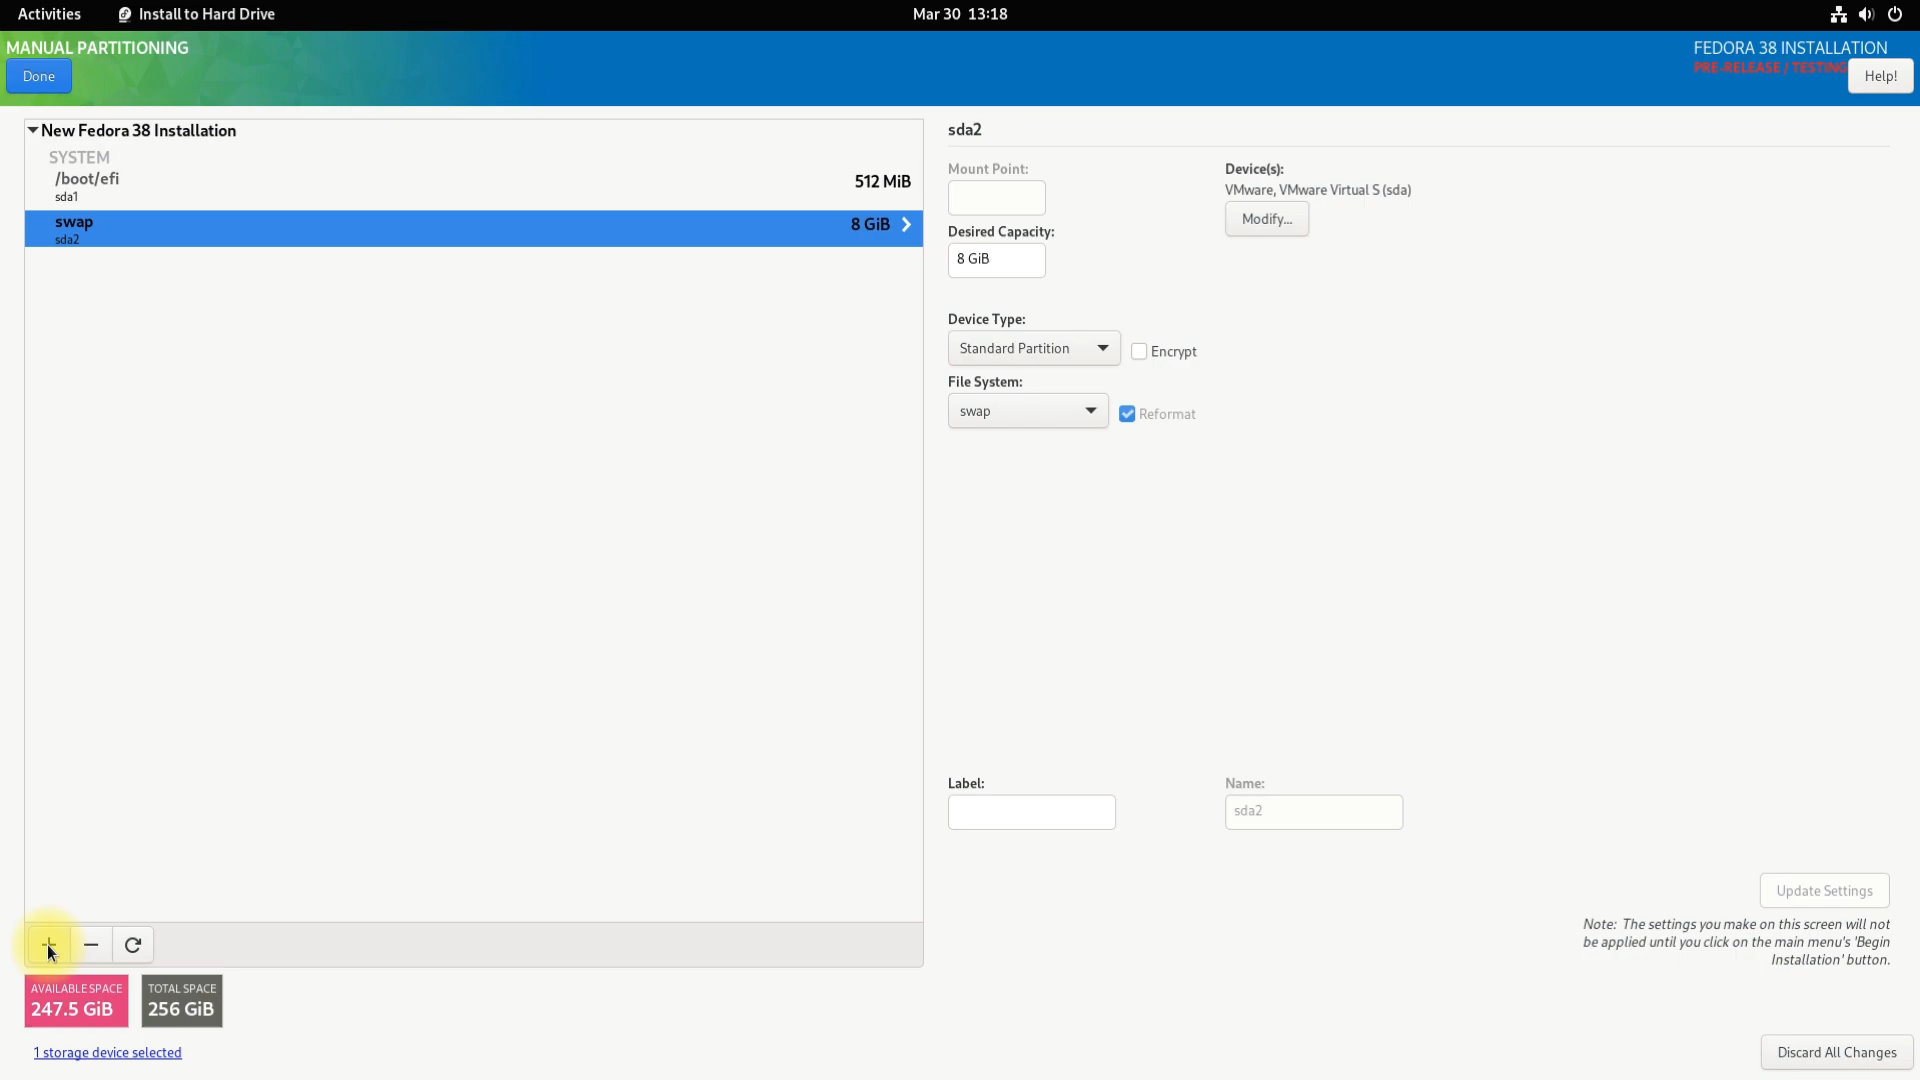 Activities
Install to Hard Drive
Mar 30 13:18
MANUAL PARTITIONING
FEDORA 38 INSTALLATION
PRE-RELEASE / TESTING
Done
Help!
New Fedora 38 Installation
SYSTEM
/boot/efi
512 MiB
sda1
swap
8 GiB
sda2
sda2
Mount Point:
Device(s):
VMware, VMware Virtual S (sda)
Modify...
Desired Capacity:
8 GiB
Device Type:
Standard Partition
Encrypt
File System:
swap
Reformat
Label:
Name:
sda2
Update Settings
Note: The settings you make on this screen will not
be applied until you click on the main menu's 'Begin
Installation' button.
AVAILABLE SPACE
247.5 GiB
TOTAL SPACE
256 GiB
1 storage device selected
Discard All Changes